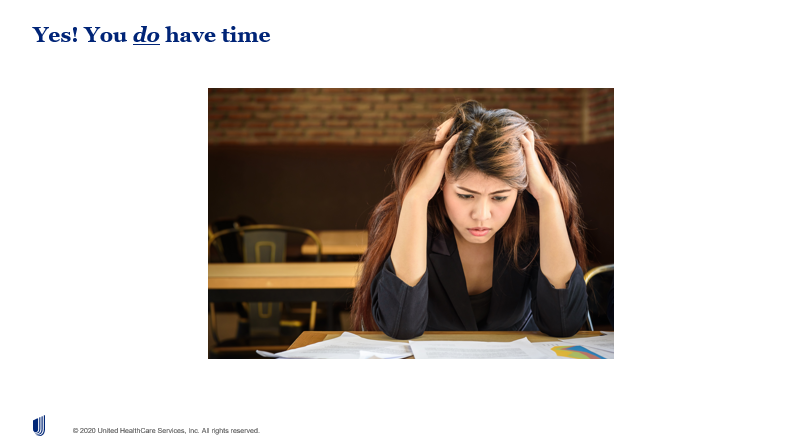 Yes! You do have time
© 2020 United HealthCare Services, Inc. All rights reserved.